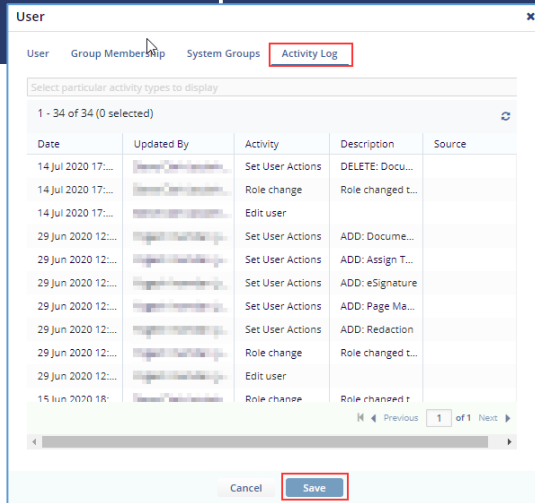 User
User Group Membership System Groups Activity Log
Select particular activity types to display
1 - 34 of 34 (0 selected)
Date Updated By Activity Description Source
14 Jul 2020 17:... Set User Actions DELETE: Docu...
14 Jul 2020 17:... Role change Role changed t...
14 Jul 2020 17:... Edit user
29 Jun 2020 12:... Set User Actions ADD: Docume...
29 Jun 2020 12:... Set User Actions ADD: Assign T...
29 Jun 2020 12:... Set User Actions ADD: eSignature
29 Jun 2020 12:... Set User Actions ADD: Page Ma...
29 Jun 2020 12:... Set User Actions ADD: Redaction
29 Jun 2020 12:... Role change Role changed t...
29 Jun 2020 12:... Edit user
15 Jun 2020 18: Role change Role changed t
Previous 1 of 1 Next
Cancel Save